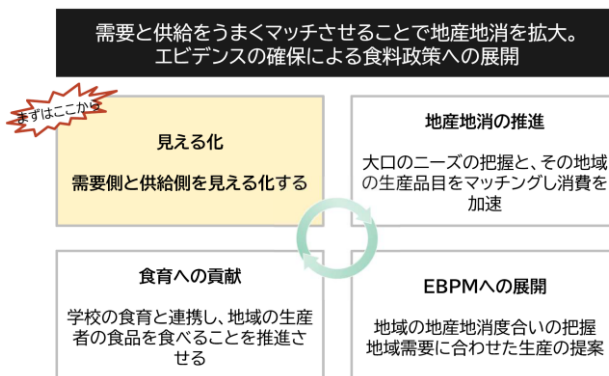 需要と供給をうまくマッチさせることで地産地消を拡大。
エビデンスの確保による食料政策への展開
まずはここから
見える化
需要側と供給側を見える化する
地産地消の推進
大口のニーズの把握と、その地域
の生産品目をマッチングし消費を
加速
食育への貢献
学校の食育と連携し、地域の生産
者の食品を食べることを推進さ
せる
EBPMへの展開
地域の地産地消度合いの把握
地域需要に合わせた生産の提案